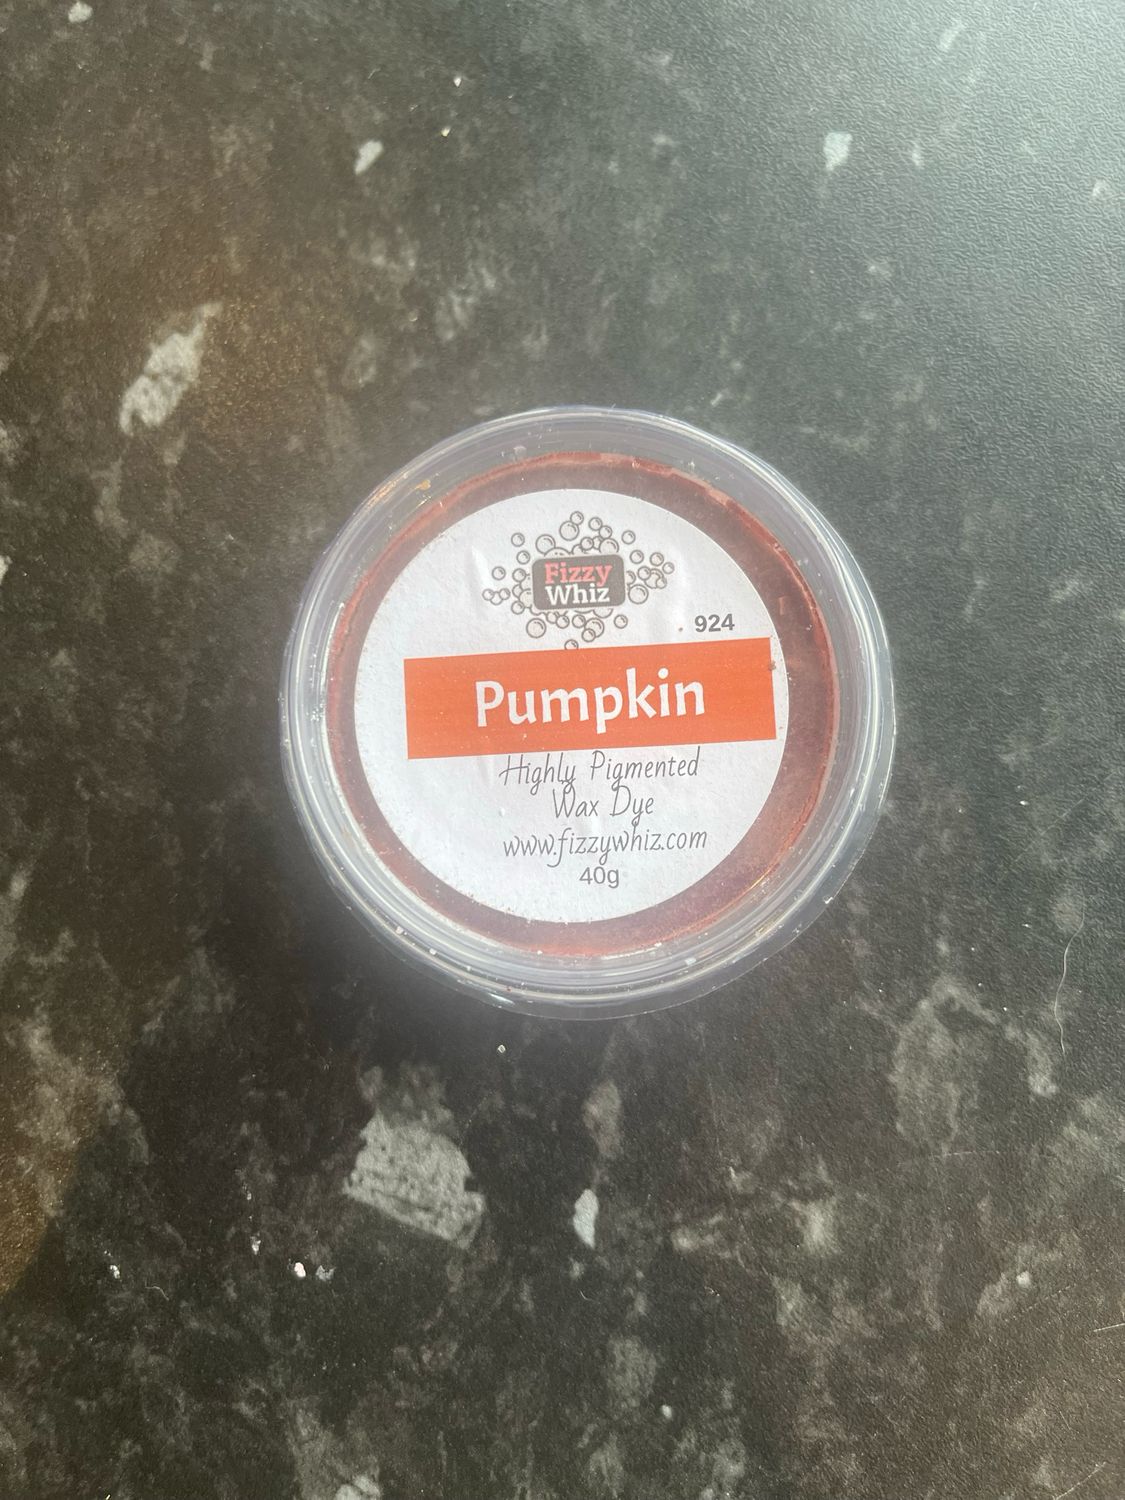 Fizzy
Whiz
924
Pumpkin
Highly Pigmented
Wax Dye
www.fizzywhiz.com
40g